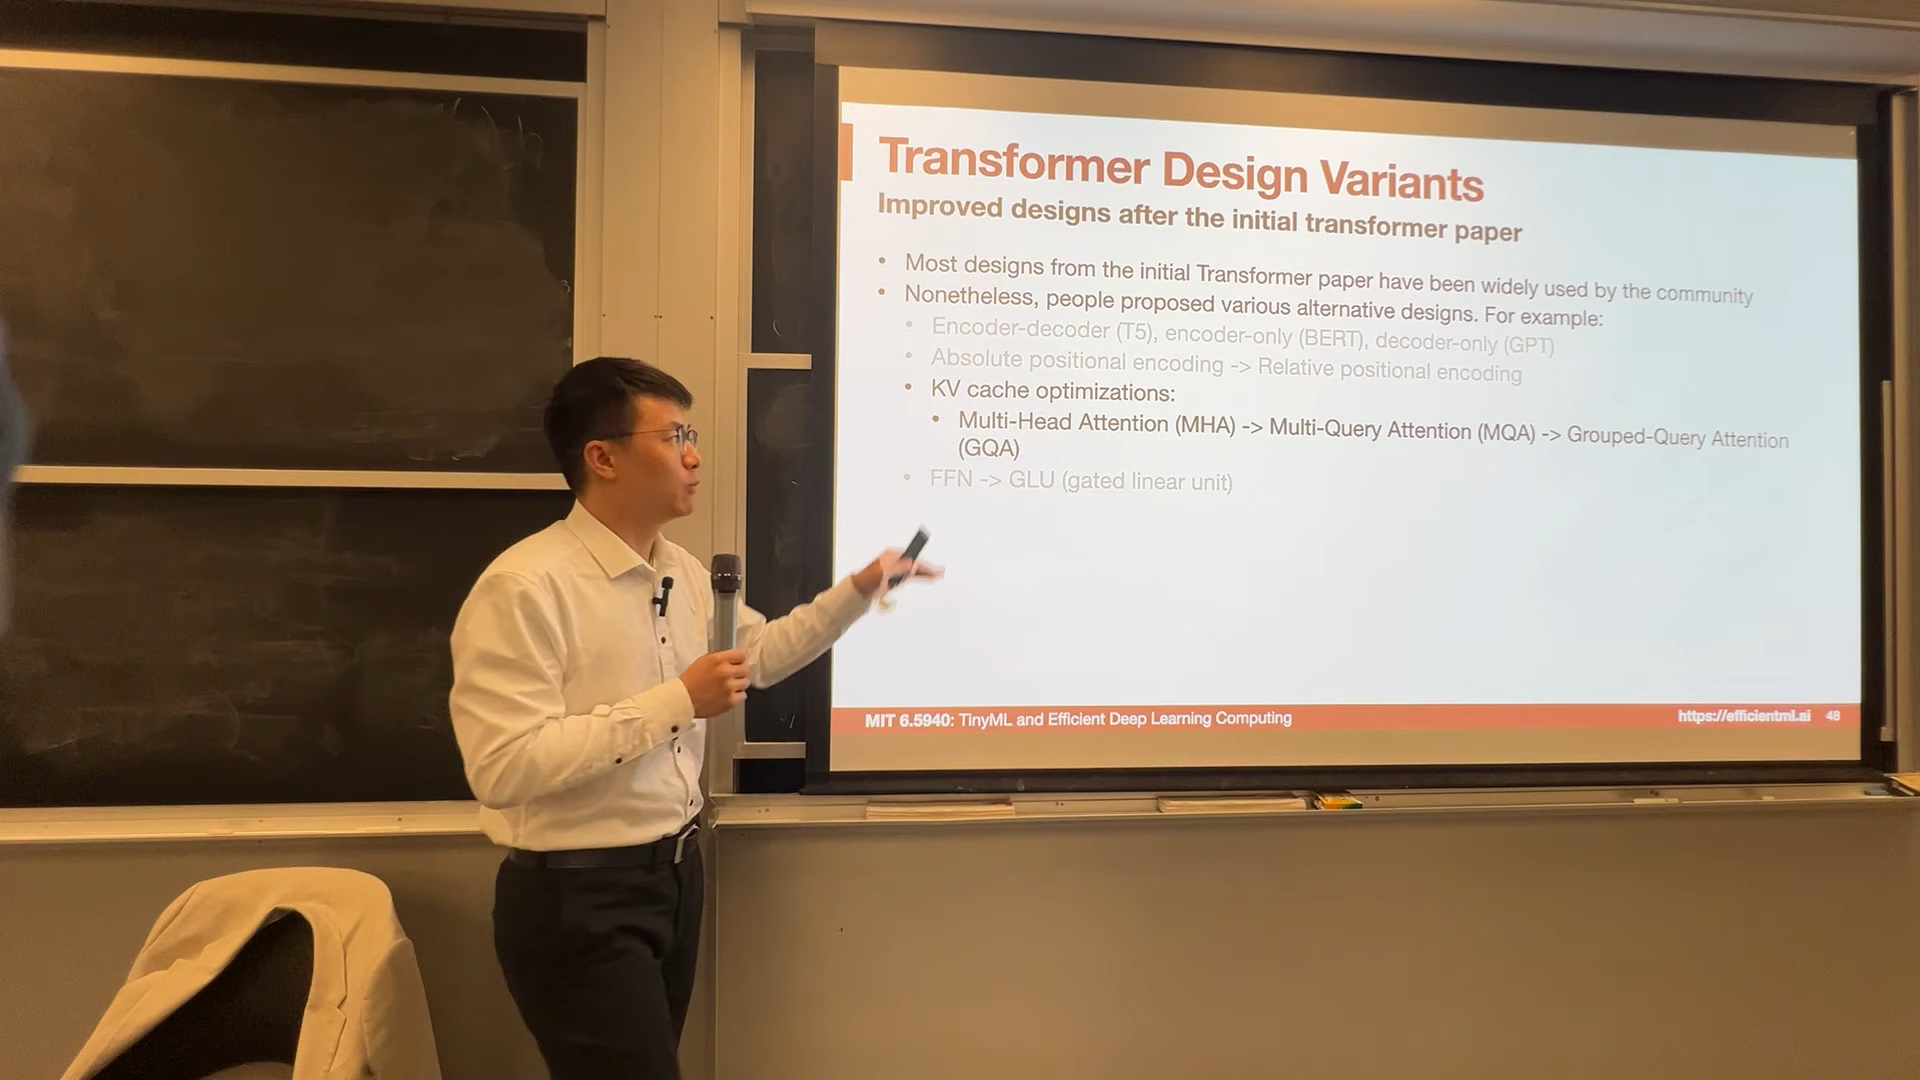 Transformer Design Variants
Improved designs after the initial transformer paper
• Most designs from the initial Transformer paper have been widely used by the community
• Nonetheless, people proposed various alternative designs. For example:
• Encoder-decoder (T5), encoder-only (BERT), decoder-only (GPT)
• Absolute positional encoding -> Relative positional encoding
• KV cache optimizations:
• Multi-Head Attention (MHA) -> Multi-Query Attention (MQA) -> Grouped-Query Attention
(GQA)
• FFN -> GLU (gated linear unit)
MIT 6.5940: TinyML and Efficient Deep Learning Computing https://efficientml.ai 48